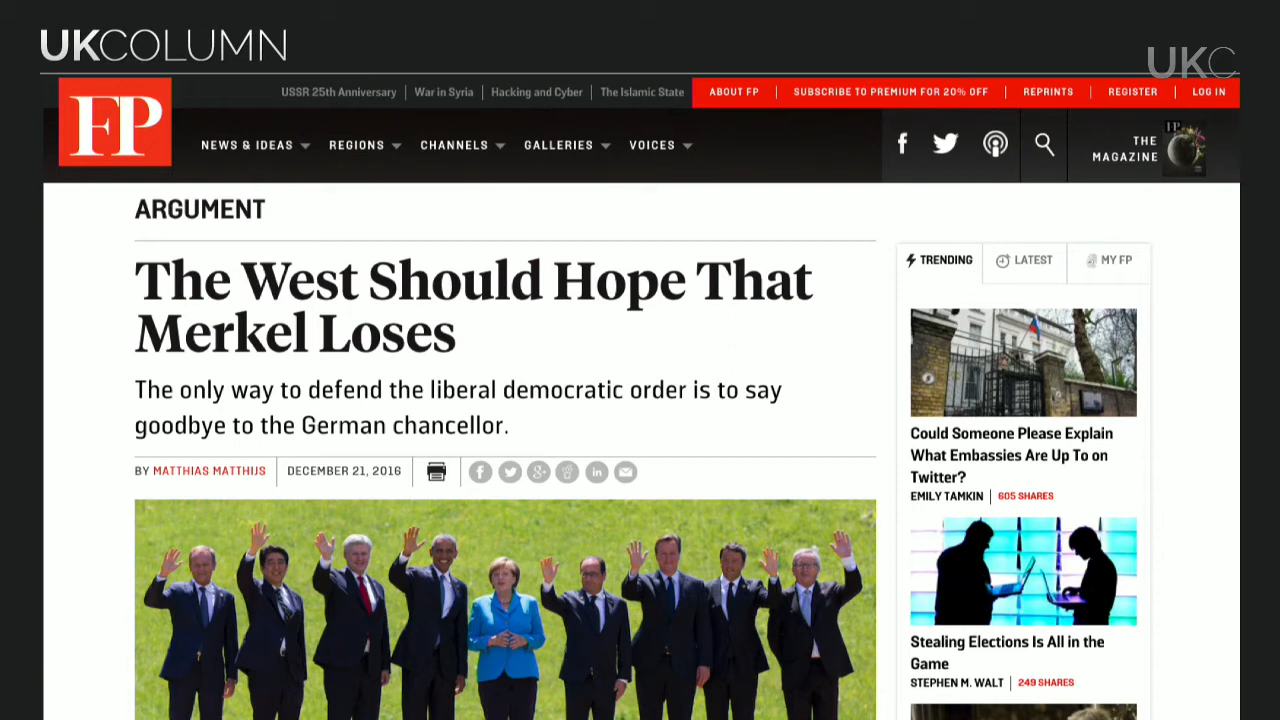 UKCOLUMN
UKC
USSR 25th Anniversary | War in Syria | Hacking and Cyber | The Islamic State
ABOUT FP | SUBSCRIBE TO PREMIUM FOR 20% OFF | REPRINTS | REGISTER | LOG IN
FP
NEWS & IDEAS REGIONS CHANNELS GALLERIES VOICES
THE
MAGAZINE
FP
ARGUMENT
The West Should Hope That
Merkel Loses
The only way to defend the liberal democratic order is to say
goodbye to the German chancellor.
BY MATTHIAS MATTHIJS | DECEMBER 21, 2016
TRENDING LATEST MY FP
Could Someone Please Explain
What Embassies Are Up To on
Twitter?
EMILY TAMKIN | 605 SHARES
Stealing Elections Is All in the
Game
STEPHEN M. WALT | 249 SHARES